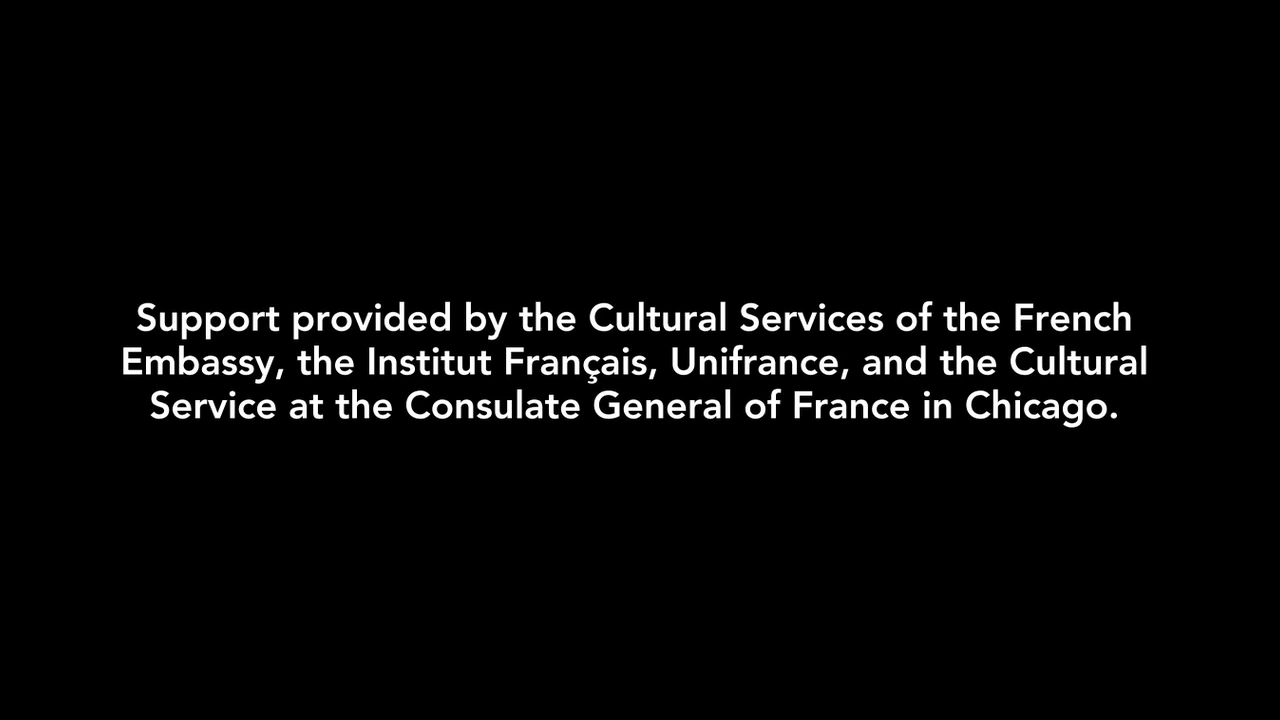 Support provided by the Cultural Services of the French
Embassy, the Institut Français, Unifrance, and the Cultural
Service at the Consulate General of France in Chicago.